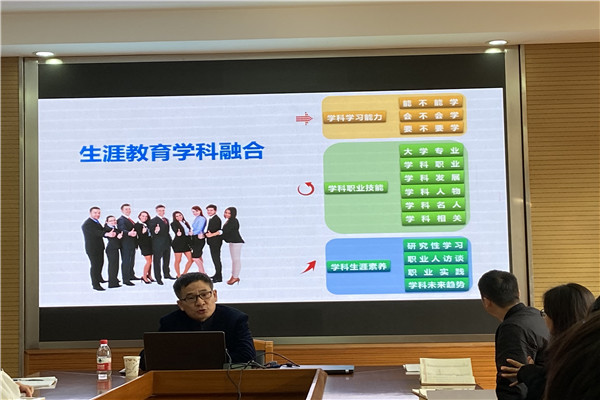 生涯教育学科融合
学科学习能力
能不能学
会不会学
要不要学
学科职业技能
大学专业
学科职业
学科发展
学科人物
学科名人
学科相关
学科生涯素养
研究性学习
职业人访谈
职业实践
学科未来趋势